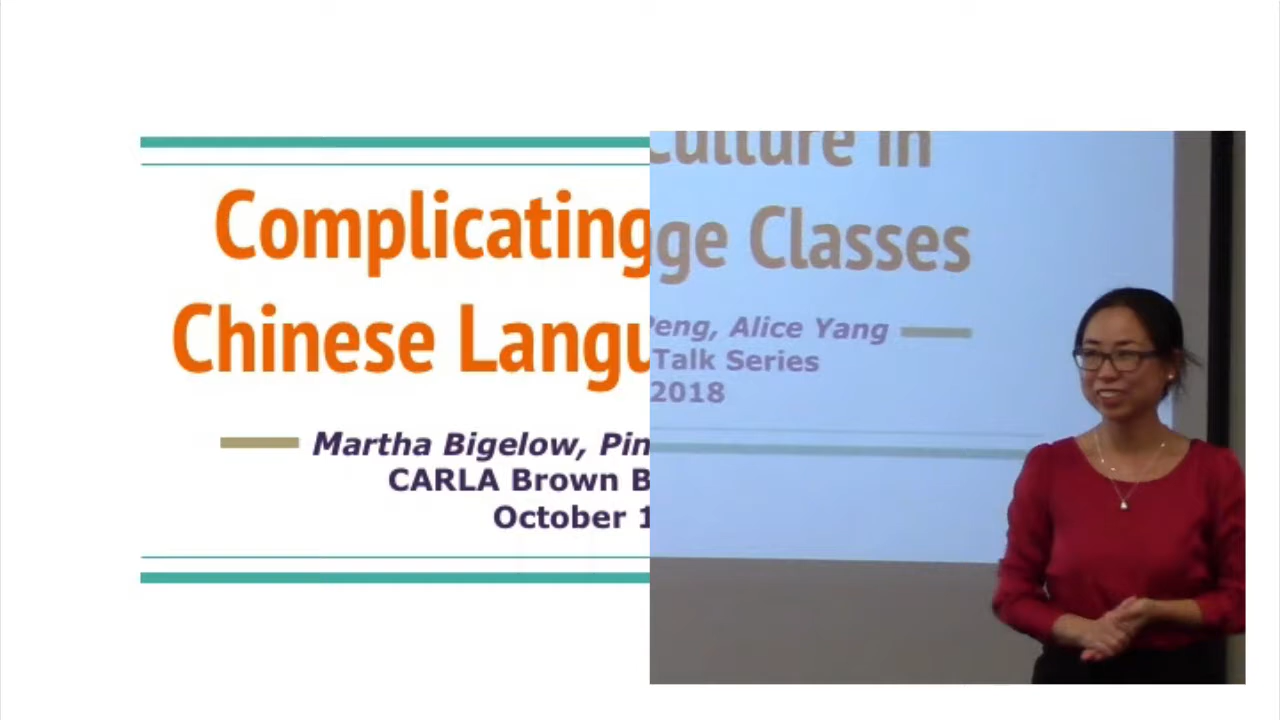 Complicating
Chinese Langu
Martha Bigelow, Pin
CARLA Brown B
October 1
Culture in
ge Classes
Peng, Alice Yang
Talk Series
2018